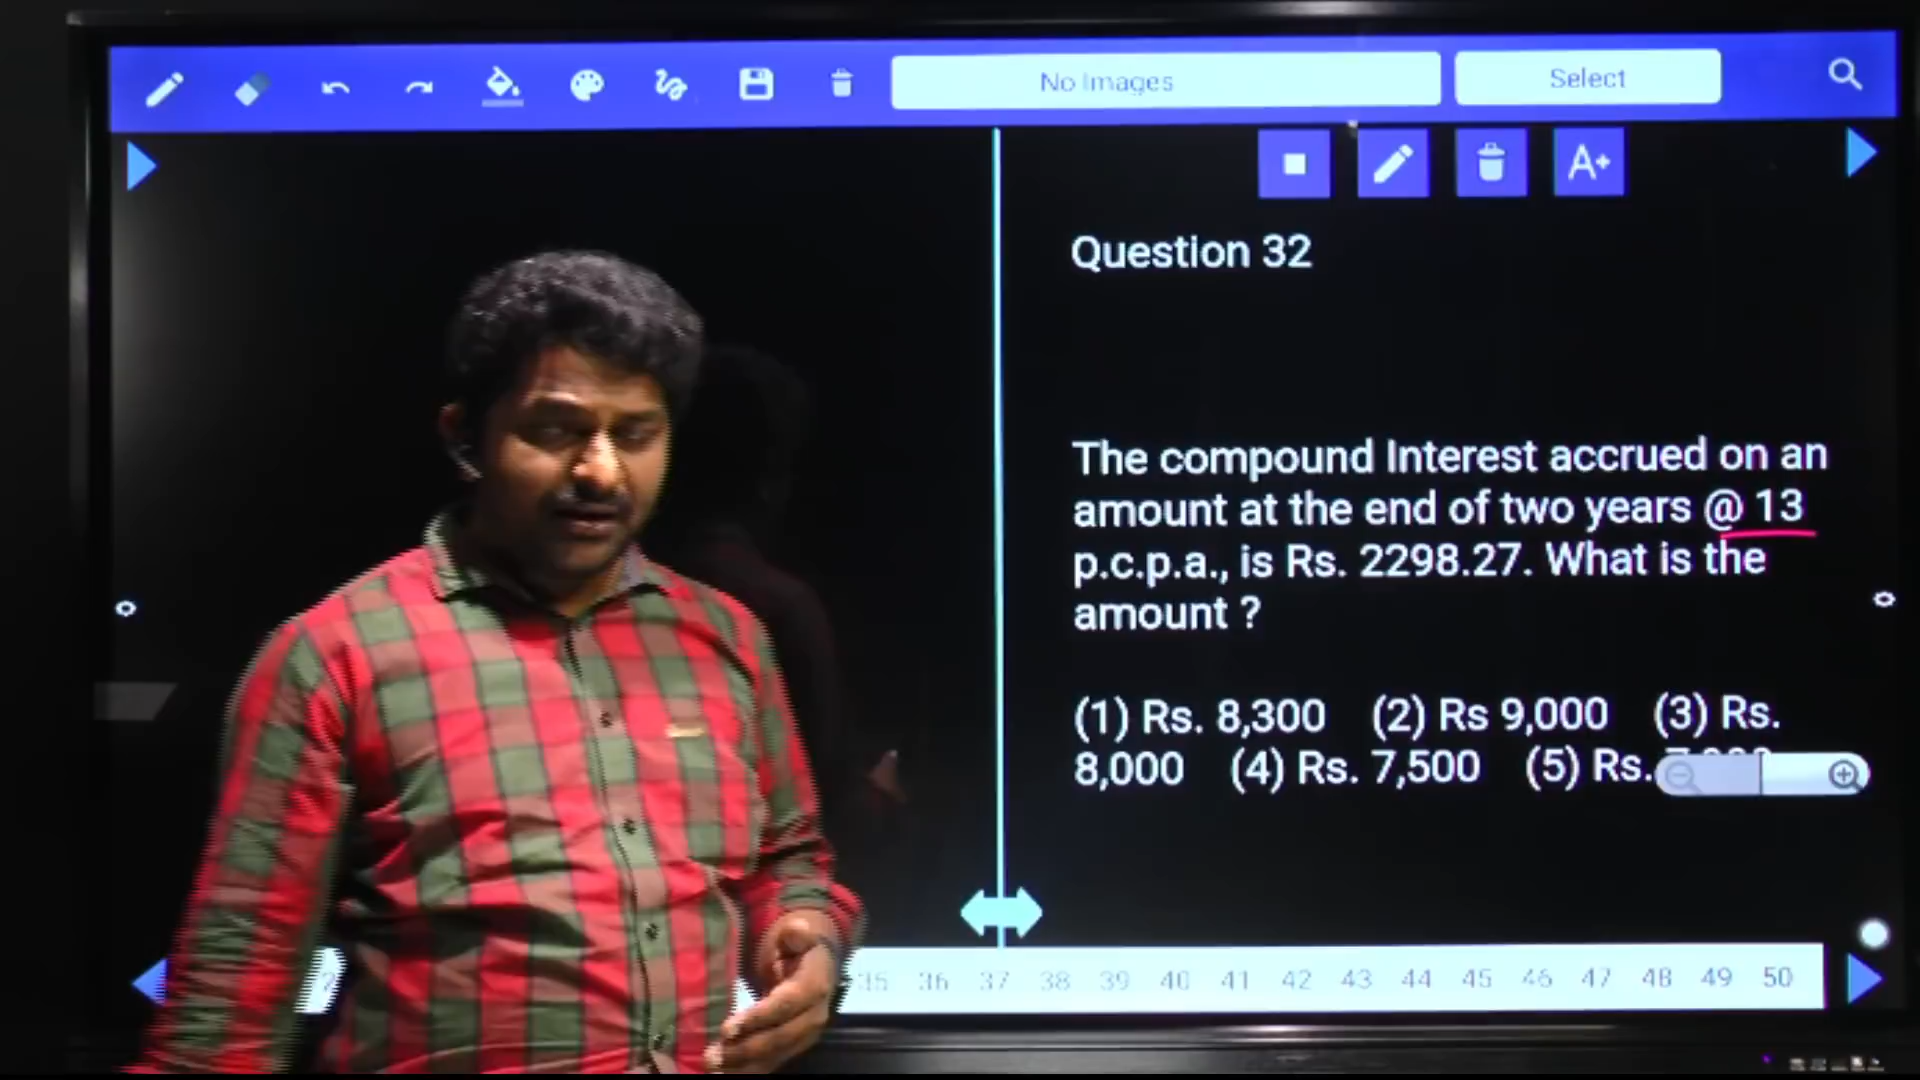 No Images
Select
A+
Question 32
The compound Interest accrued on an
amount at the end of two years @ 13
p.c.p.a., is Rs. 2298.27. What is the
amount ?
(1) Rs. 8,300 (2) Rs 9,000 (3) Rs.
8,000 (4) Rs. 7,500 (5) Rs.
35 36 37 38 39 40 41 42 43 44 45 46 47 48 49 50